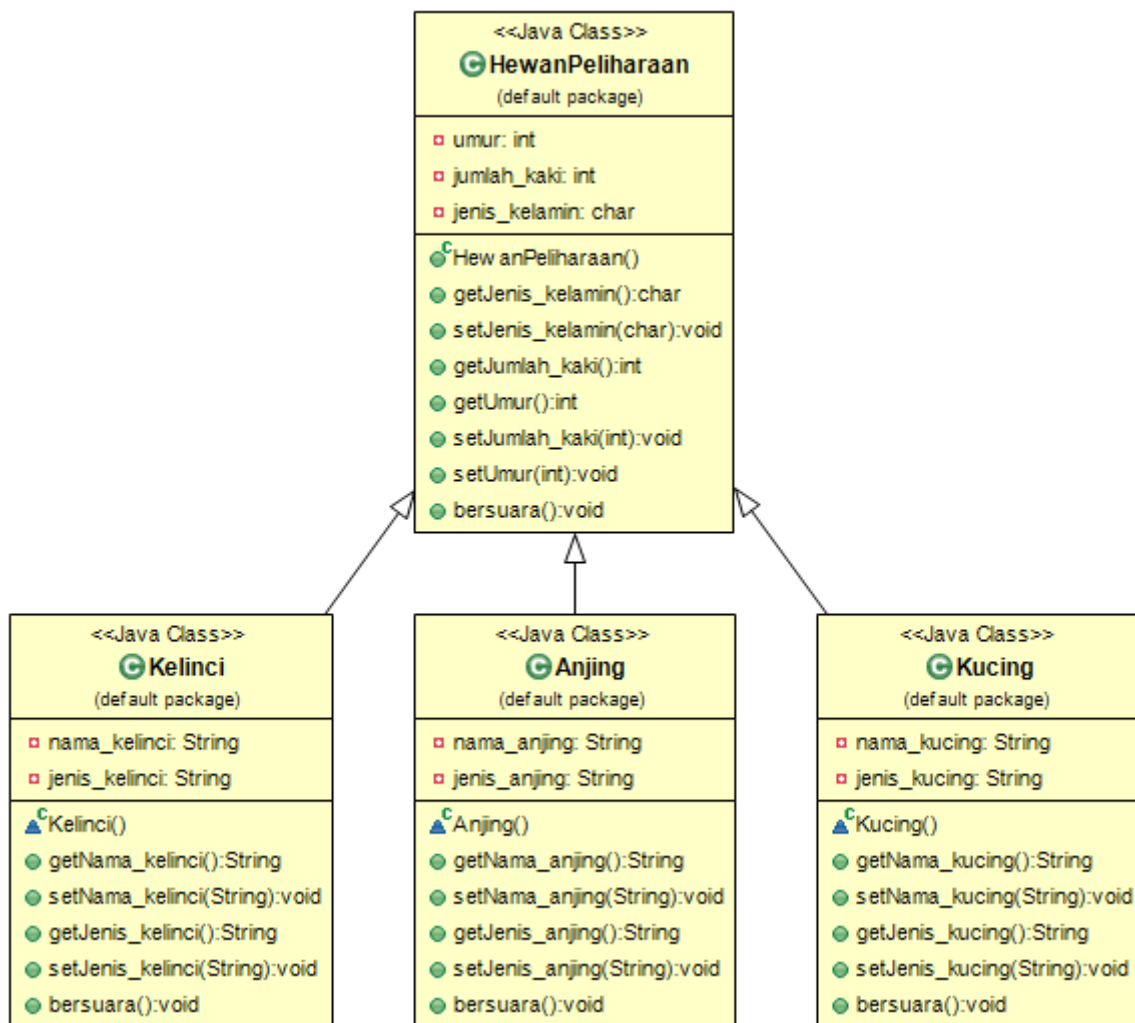 <<Java Class>>
HewanPeliharaan
(default package)
umur: int
jumlah_kaki: int
jenis_kelamin: char
HewanPeliharaan()
getJenis_kelamin():char
setJenis_kelamin(char):void
getJumlah_kaki():int
getUmur():int
setJumlah_kaki(int):void
setUmur(int):void
bersuara():void
<<Java Class>>
Kelinci
(default package)
nama_kelinci: String
jenis_kelinci: String
Kelinci()
getNama_kelinci():String
setNama_kelinci(String):void
getJenis_kelinci():String
setJenis_kelinci(String):void
bersuara():void
<<Java Class>>
Anjing
(default package)
nama_anjing: String
jenis_anjing: String
Anjing()
getNama_anjing():String
setNama_anjing(String):void
getJenis_anjing():String
setJenis_anjing(String):void
bersuara():void
<<Java Class>>
Kucing
(default package)
nama_kucing: String
jenis_kucing: String
Kucing()
getNama_kucing():String
setNama_kucing(String):void
getJenis_kucing():String
setJenis_kucing(String):void
bersuara():void